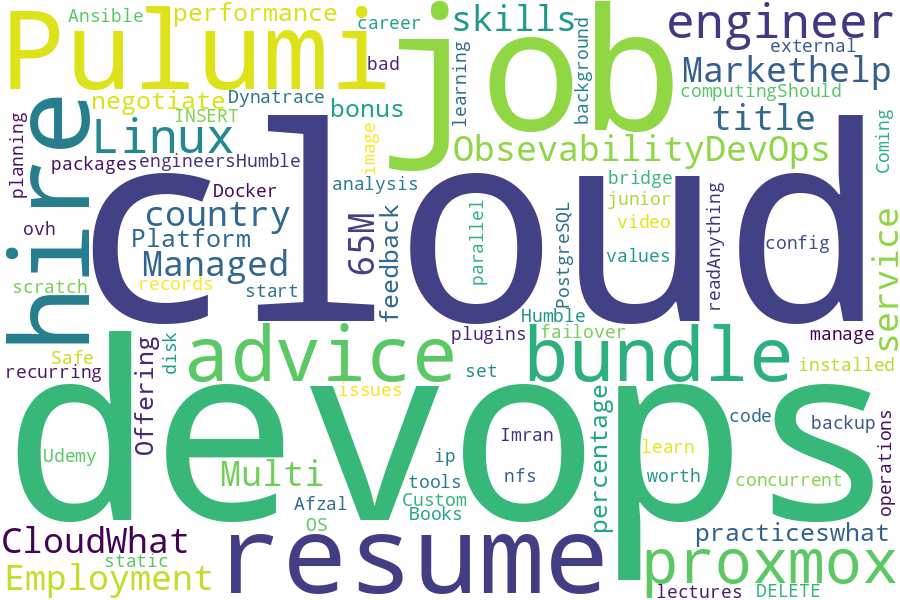 Ansible
performance
career
skills
engineer
Pulumi
job
bad
learning
background
external
Markethelp
negotiate
Dynatrace
bonus
computingShould
INSERT
title
hire
planning
Linux
image
ObsevabilityDevOps
Coming
packages
engineersHumble
cloud
Docker
analysis
bridge
junior
country
65M
feedback
parallel
PostgreSQL
video
readAnything
ovh
Platform
config
Managed
values
service
scratch
records
start
Humble
plugins
failover
manage
Safe
recurring
Offering
disk
advice
set
bundle
installed
issues
devops
percentage
code
backup
operations
Udemy
Multi
ip
Imran
learn
tools
nfs
worth
concurrent
Afzal
Custom
Books
OS
CloudWhat
resume
practiceswhat
static
Employment
proxmox
lectures
DELETE